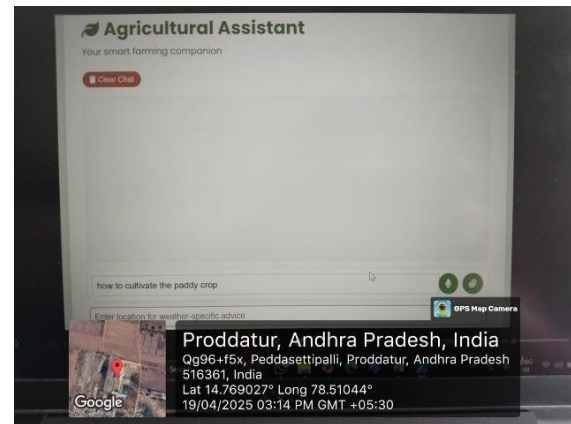 Agricultural Assistant
Your smart farming companion
Clear Chat
how to cultivate the paddy crop
Enter location for weather-specific advice
GPS Map Camera
Proddatur, Andhra Pradesh, India
Qg96+f5x, Peddasettipalli, Proddatur, Andhra Pradesh
516361, India
Lat 14.769027° Long 78.51044°
19/04/2025 03:14 PM GMT +05:30
Google